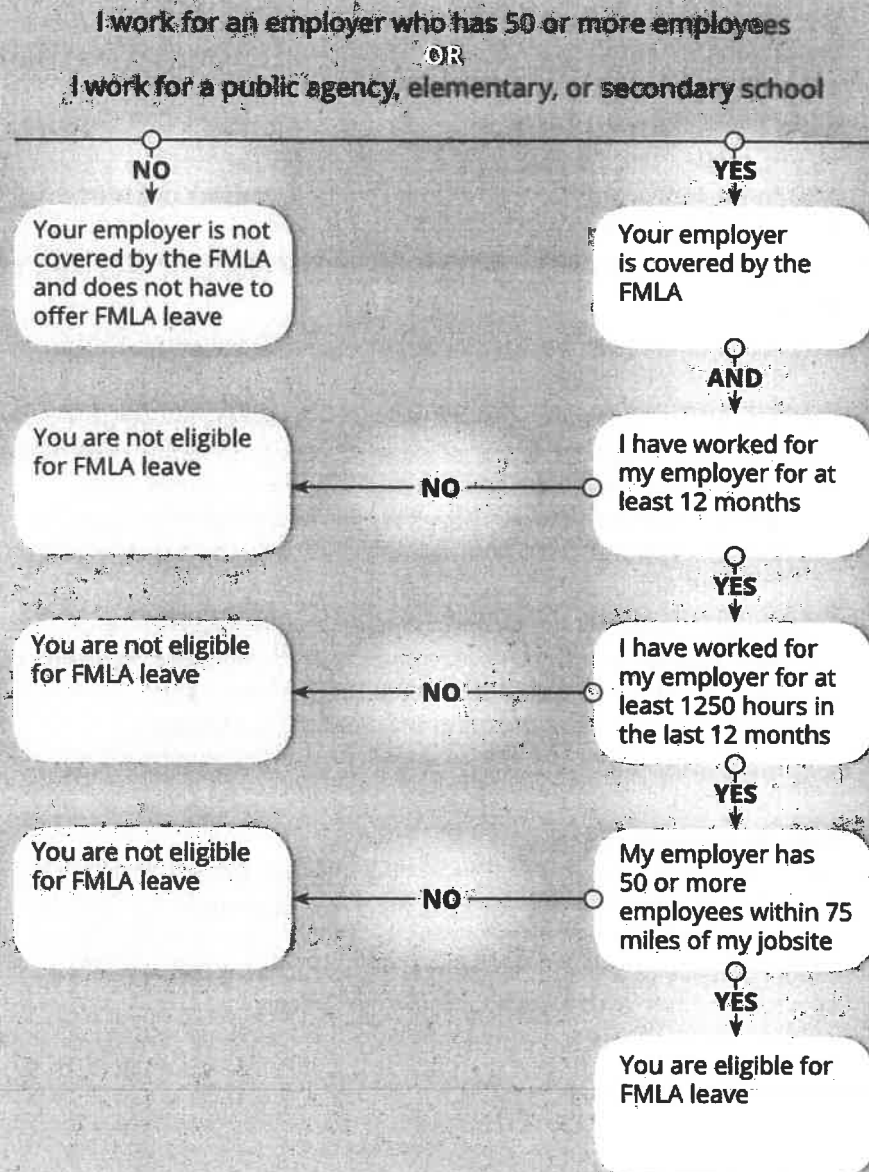 I work for an employer who has 50 or more employees
OR
I work for a public agency, elementary, or secondary school
NO
YES
Your employer is not
covered by the FMLA
and does not have to
offer FMLA leave
Your employer
is covered by the
FMLA
AND
You are not eligible
for FMLA leave
NO
I have worked for
my employer for at
least 12 months
YES
You are not eligible
for FMLA leave
NO
I have worked for
my employer for at
least 1250 hours in
the last 12 months
YES
You are not eligible
for FMLA leave
NO
My employer has
50 or more
employees within 75
miles of my jobsite
YES
You are eligible for
FMLA leave